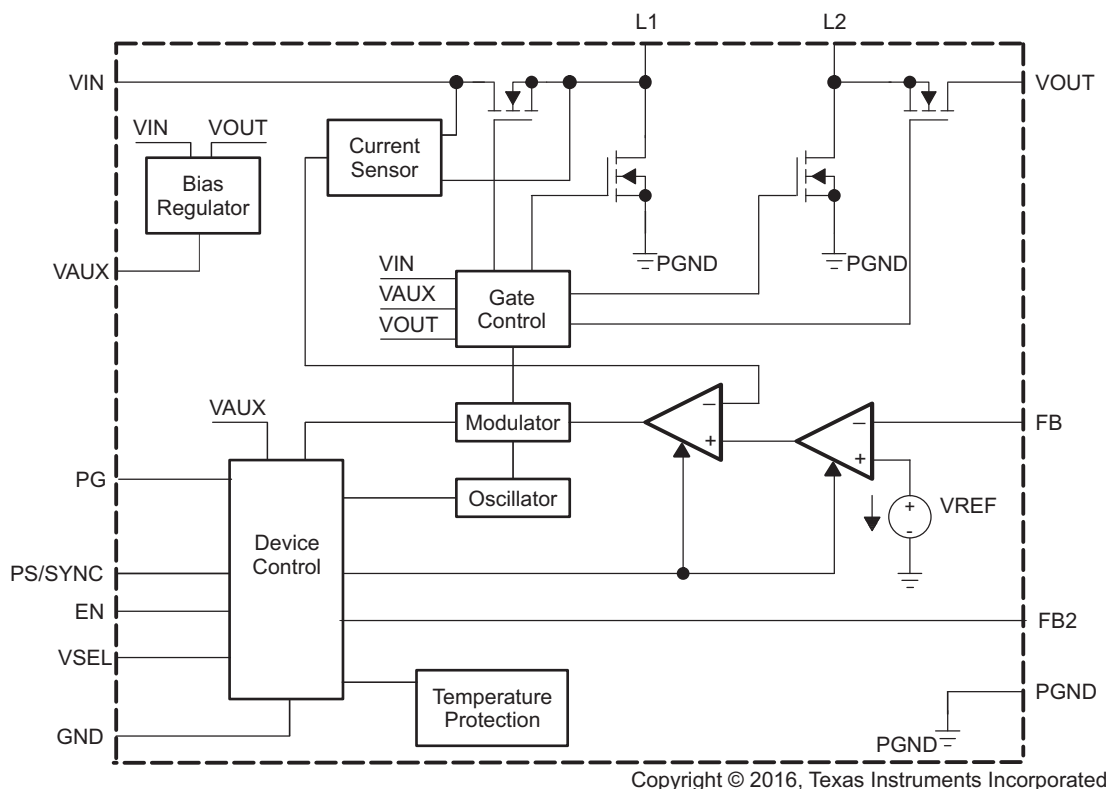 L1
L2
VIN
VOUT
VIN
VOUT
Current
Sensor
Bias
Regulator
VAUX
PGND
PGND
VIN
VAUX
VOUT
Gate
Control
VAUX
Modulator
−
+
−
+
FB
PG
Oscillator
+
-
VREF
Device
Control
PS/SYNC
EN
FB2
VSEL
Temperature
Protection
PGND
GND
PGND
Copyright © 2016, Texas Instruments Incorporated